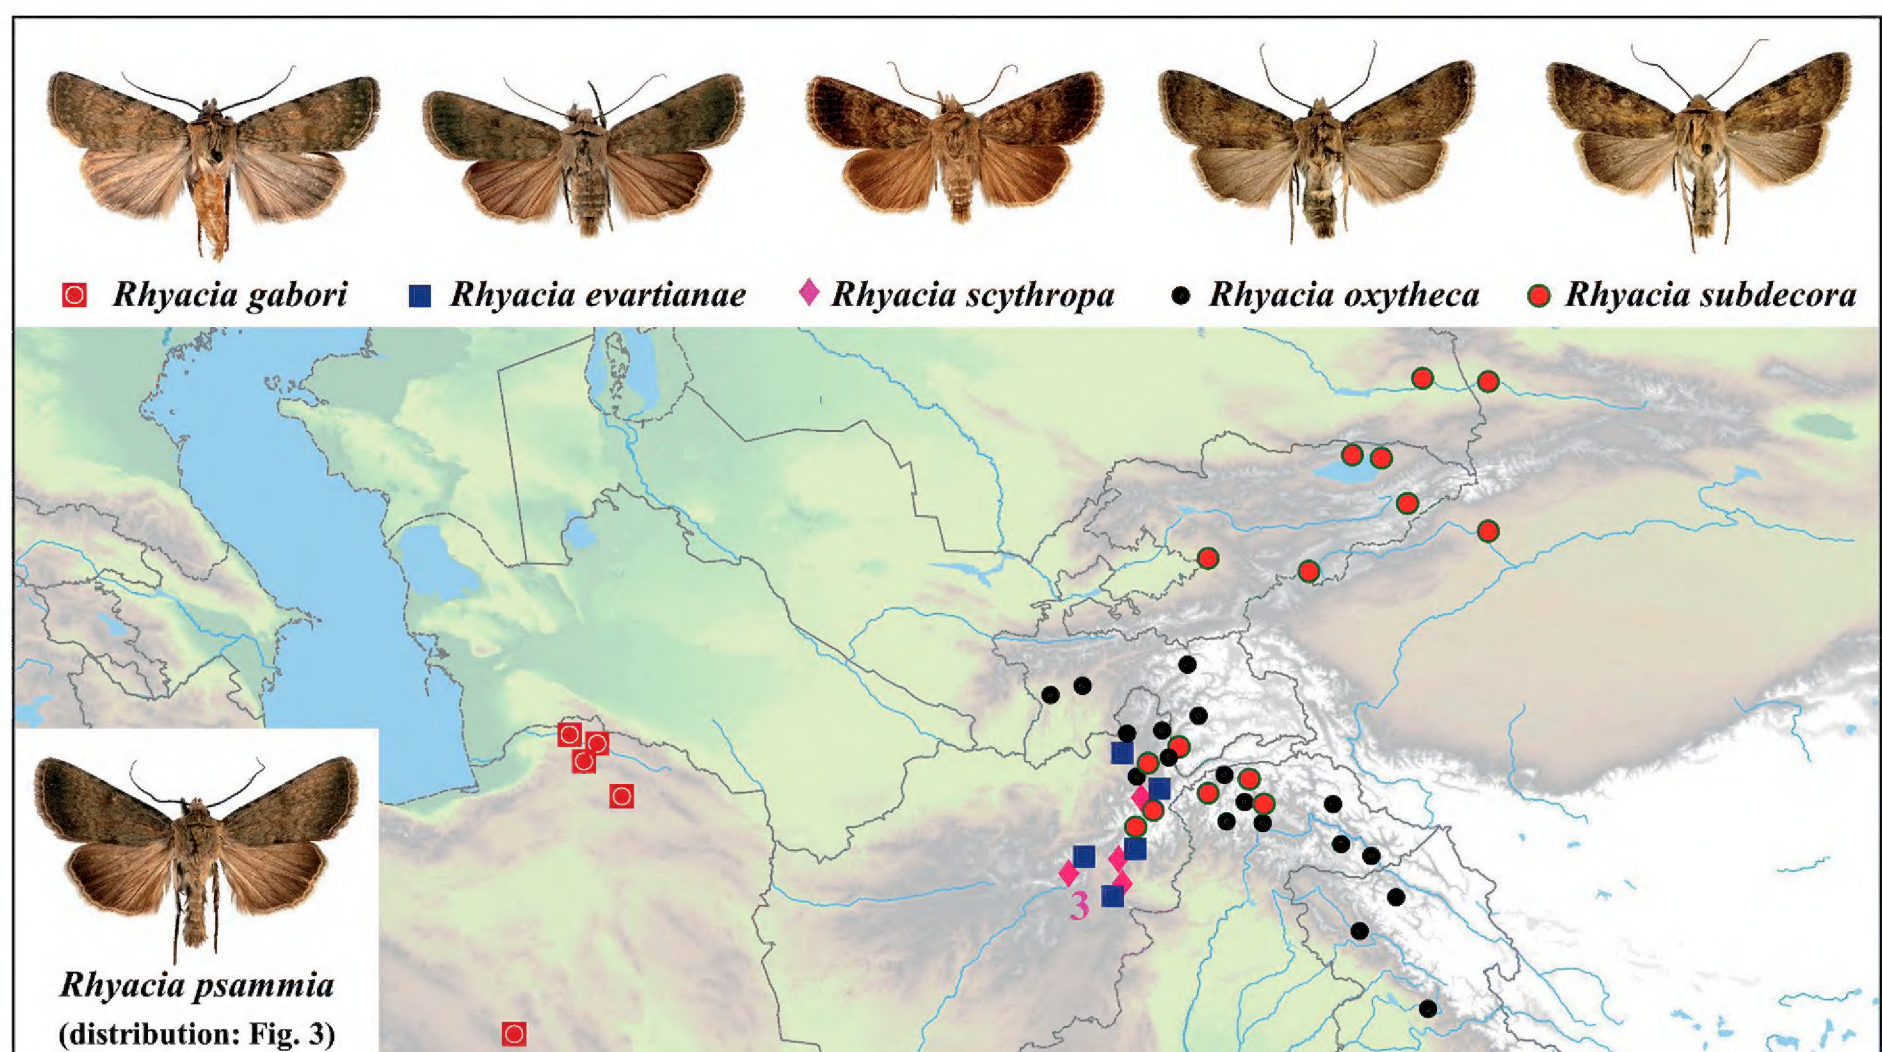 Rhyacia gabori Rhyacia evartianae Rhyacia scythropa Rhyacia oxytheca Rhyacia subdecora
3
Rhyacia psammia
(distribution: Fig. 3)